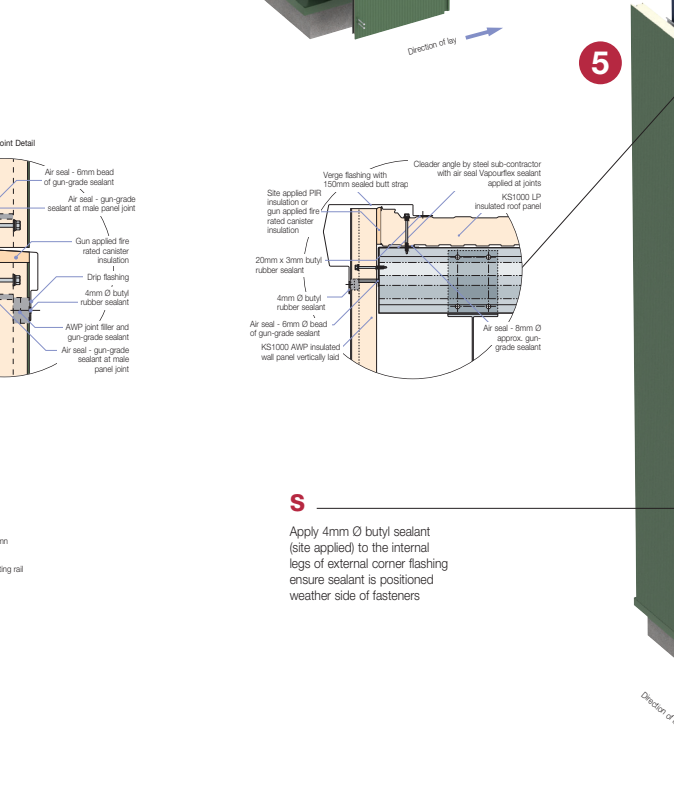 Direction of lay
5
oint Detail
Air seal - 6mm bead
of gun-grade sealant
Air seal - gun-grade
sealant at male panel joint
Gun applied fire
rated canister
insulation
Drip flashing
4mm Ø butyl
rubber sealant
AWP joint filler and
gun-grade sealant
Air seal - gun-grade
sealant at male
panel joint
Verge flashing with
150mm sealed butt strap
Cleader angle by steel sub-contractor
with air seal Vapourflex sealant
applied at joints
KS1000 LP
insulated roof panel
Site applied PIR
insulation or
gun applied fire
rated canister
insulation
20mm x 3mm butyl
rubber sealant
4mm Ø butyl
rubber sealant
Air seal - 6mm Ø bead
of gun-grade sealant
KS1000 AWP insulated
wall panel vertically laid
Air seal - 8mm Ø
approx. gun-
grade sealant
S
Apply 4mm Ø butyl sealant
(site applied) to the internal
legs of external corner flashing
ensure sealant is positioned
weather side of fasteners
mn
ting rail
Direction of